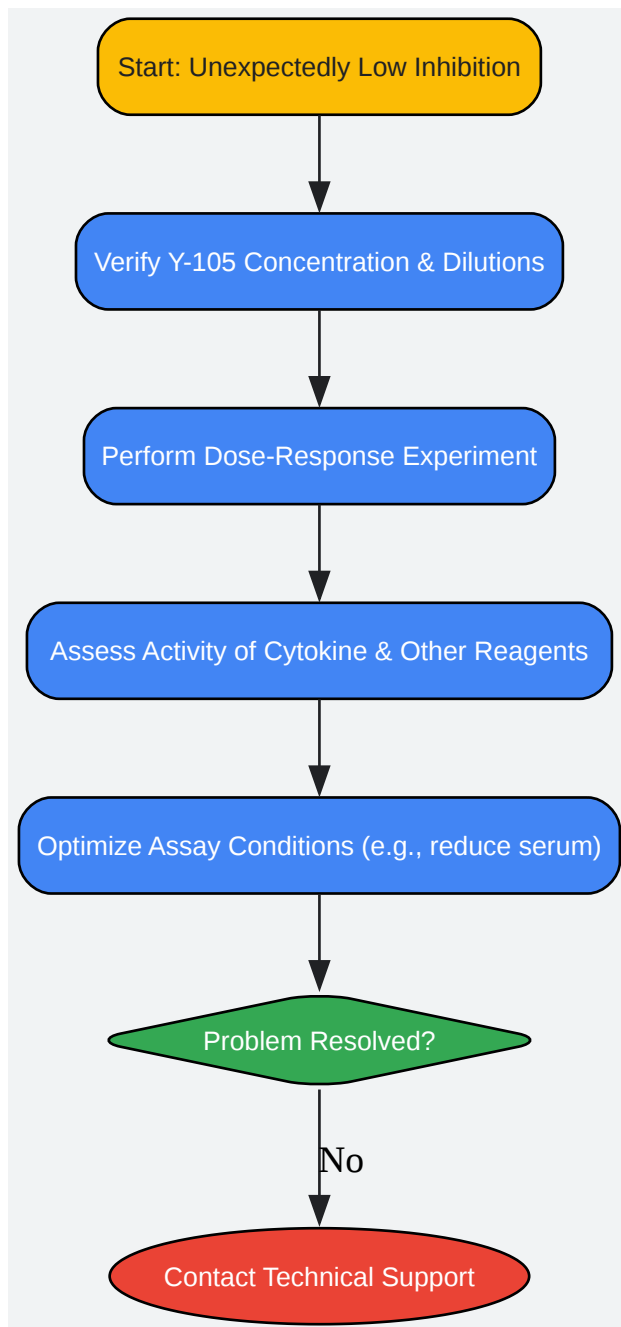 Start: Unexpectedly Low Inhibition
Verify Y-105 Concentration & Dilutions
Perform Dose-Response Experiment
Assess Activity of Cytokine & Other Reagents
Optimize Assay Conditions (e.g., reduce serum)
Problem Resolved?
No
Contact Technical Support